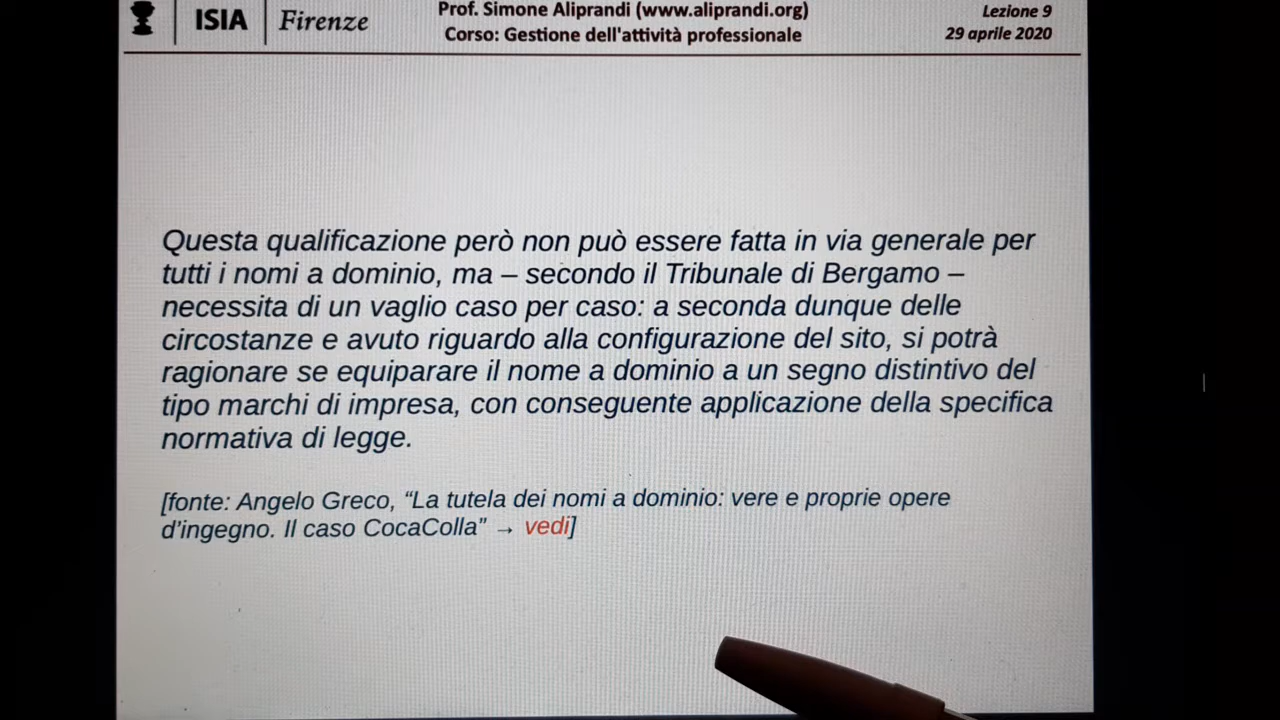 ISIA Firenze
Prof. Simone Aliprandi (www.aliprandi.org)
Corso: Gestione dell'attività professionale
Lezione 9
29 aprile 2020
Questa qualificazione però non può essere fatta in via generale per
tutti i nomi a dominio, ma – secondo il Tribunale di Bergamo –
necessita di un vaglio caso per caso: a seconda dunque delle
circostanze e avuto riguardo alla configurazione del sito, si potrà
ragionare se equiparare il nome a dominio a un segno distintivo del
tipo marchi di impresa, con conseguente applicazione della specifica
normativa di legge.
[fonte: Angelo Greco, “La tutela dei nomi a dominio: vere e proprie opere
d’ingegno. Il caso CocaColla” → vedi]